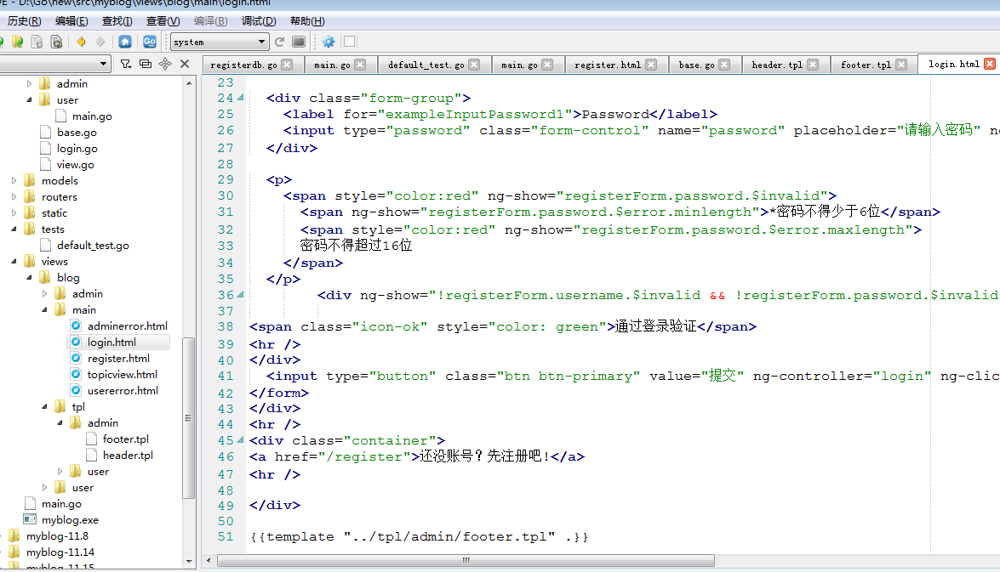 DE - D:\Go\new\src\myblog\views\blog\main\login.html
历史(R) 编辑(E) 查找(I) 查看(V) 编译(B) 调试(D) 帮助(H)
Go system
registerdb.go main.go default_test.go main.go register.html base.go header.tpl footer.tpl login.html
admin
user
main.go
base.go
login.go
view.go
models
routers
static
tests
default_test.go
views
blog
admin
main
adminerror.html
login.html
register.html
topicview.html
usererror.html
tpl
admin
footer.tpl
header.tpl
user
user
main.go
myblog.exe
myblog-11.8
myblog-11.14
myblog-11.15
23
24 <div class="form-group">
25 <label for="exampleInputPassword1">Password</label>
26 <input type="password" class="form-control" name="password" placeholder="请输入密码"
27 </div>
28
29 <p>
30 <span style="color:red" ng-show="registerForm.password.$invalid">
31 <span ng-show="registerForm.password.$error.minlength">*密码不得少于6位</span>
32 <span style="color:red" ng-show="registerForm.password.$error.maxlength">
33 密码不得超过16位
34 </span>
35 </p>
36 <div ng-show="!registerForm.username.$invalid && !registerForm.password.$invalid
37
38 <span class="icon-ok" style="color: green">通过登录验证</span>
39 <hr />
40 </div>
41 <input type="button" class="btn btn-primary" value="提交" ng-controller="login" ng-clic
42 </form>
43 </div>
44 <hr />
45 <div class="container">
46 <a href="/register">还没账号？先注册吧!</a>
47 <hr />
48
49 </div>
50
51 {{template "../tpl/admin/footer.tpl" .}}